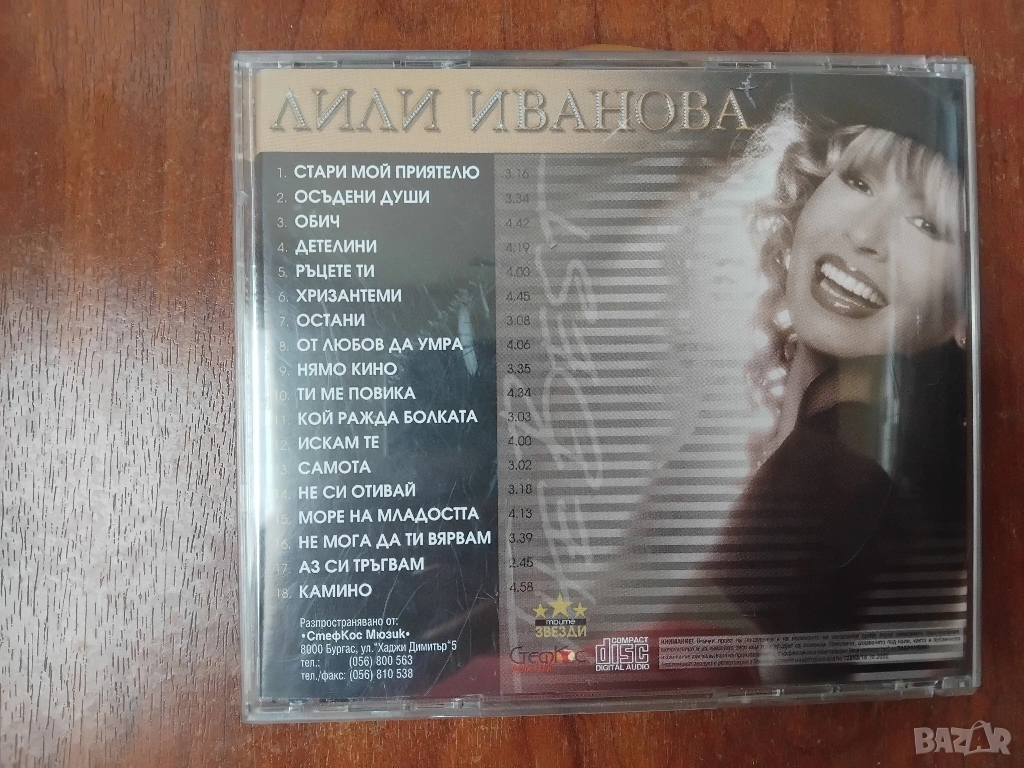 ЛИЛИ ИВАНОВА
1. СТАРИ МОЙ ПРИЯТЕЛЮ 3.16
2. ОСЪДЕНИ ДУШИ 3.34
3. ОБИЧ 4.42
4. ДЕТЕЛИНИ 4.19
5. РЪЦЕТЕ ТИ 4.00
6. ХРИЗАНТЕМИ 4.45
7. ОСТАНИ 3.08
8. ОТ ЛЮБОВ ДА УМРА 4.06
9. НЯМО КИНО 3.35
10. ТИ МЕ ПОВИКА 4.34
11. КОЙ РАЖДА БОЛКАТА 3.03
12. ИСКАМ ТЕ 4.00
13. САМОТА 3.02
14. НЕ СИ ОТИВАЙ 3.18
15. МОРЕ НА МЛАДОСТТА 4.13
16. НЕ МОГА ДА ТИ ВЯРВАМ 3.39
17. АЗ СИ ТРЪГВАМ 2.45
18. КАМИНО 4.58
Разпространявано от:
•СтефКос Мюзик•
8000 Бургас, ул."Хаджи Димитър"5
тел.: (056) 800 563
тел./факс: (056) 810 538
трите
ЗВЕЗДИ
СтефКос
COMPACT
disc
DIGITAL AUDIO
ВНИМАНИЕ!
BAZAR